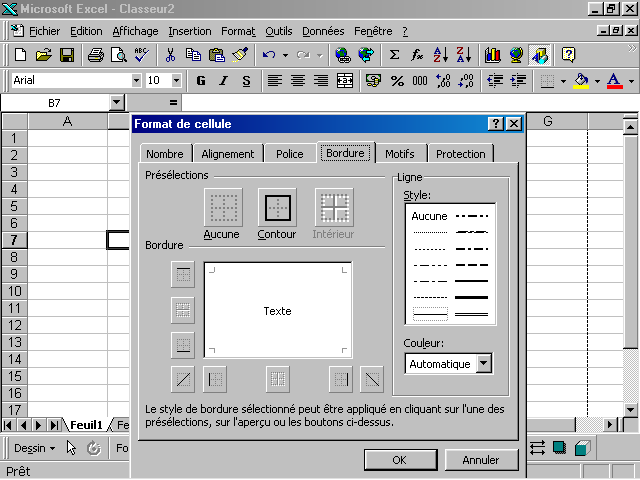 Microsoft Excel - Classeur2
Fichier Edition Affichage Insertion Format Outils Données Fenêtre ?
Arial 10 G I S % 000
B7 =
Format de cellule
A G
Nombre Alignement Police Bordure Motifs Protection
Présélections
Ligne
Style:
Aucune
Aucune Contour Intérieur
Bordure
Texte
Couleur:
Automatique
Le style de bordure sélectionné peut être appliqué en cliquant sur l'une des
présélections, sur l'aperçu ou les boutons ci-dessus.
OK Annuler
1
2
3
4
5
6
7
8
9
10
11
12
13
14
15
16
17
Feuil1 Fe
Dessin Fo
Prêt